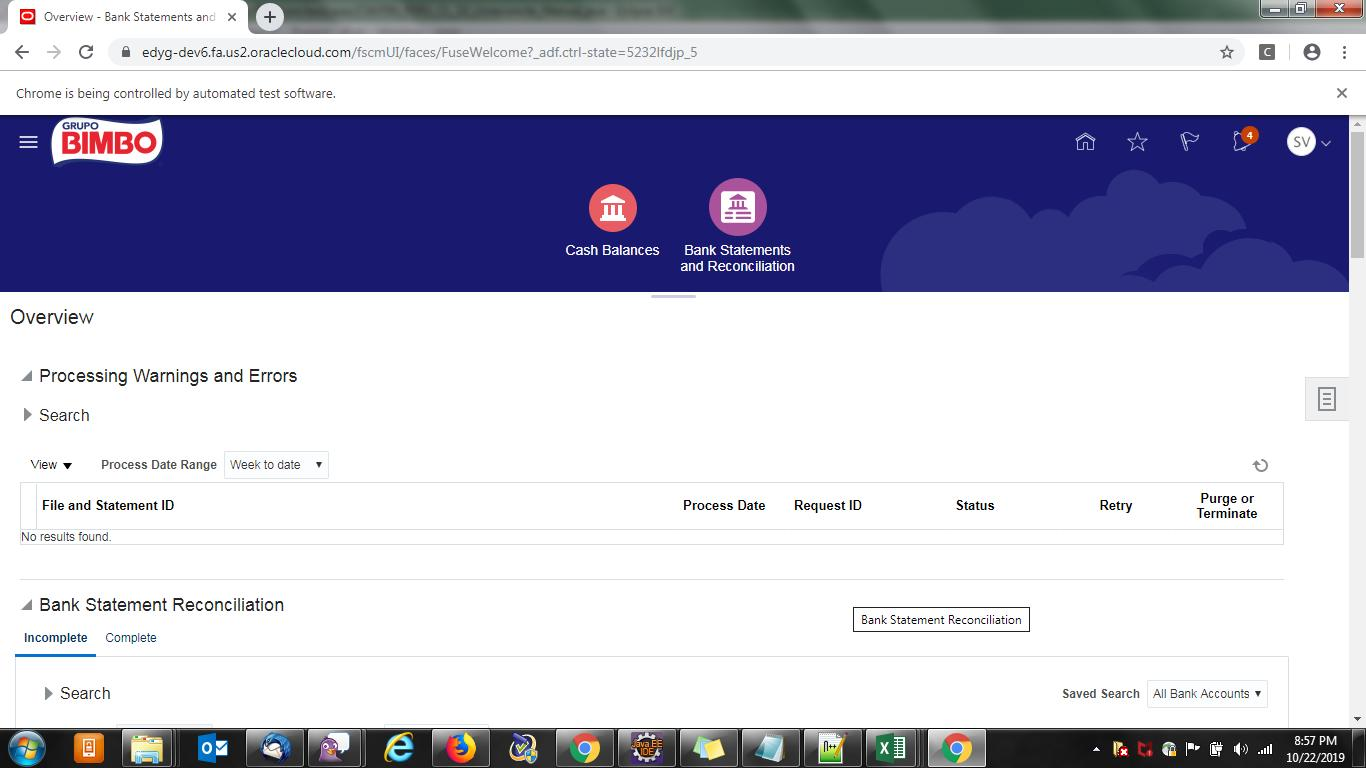 Overview - Bank Statements and
edyg-dev6.fa.us2.oraclecloud.com/fscmUI/faces/FuseWelcome?_adf.ctrl-state=5232lfdjp_5
C
Chrome is being controlled by automated test software.
GRUPO
BIMBO
4
SV
Cash Balances
Bank Statements
and Reconciliation
Overview
Processing Warnings and Errors
Search
View
Process Date Range
Week to date
File and Statement ID
Process Date
Request ID
Status
Retry
Purge or
Terminate
No results found.
Bank Statement Reconciliation
Bank Statement Reconciliation
Incomplete
Complete
Search
Saved Search
All Bank Accounts
Java EE
IDE
8:57 PM
10/22/2019